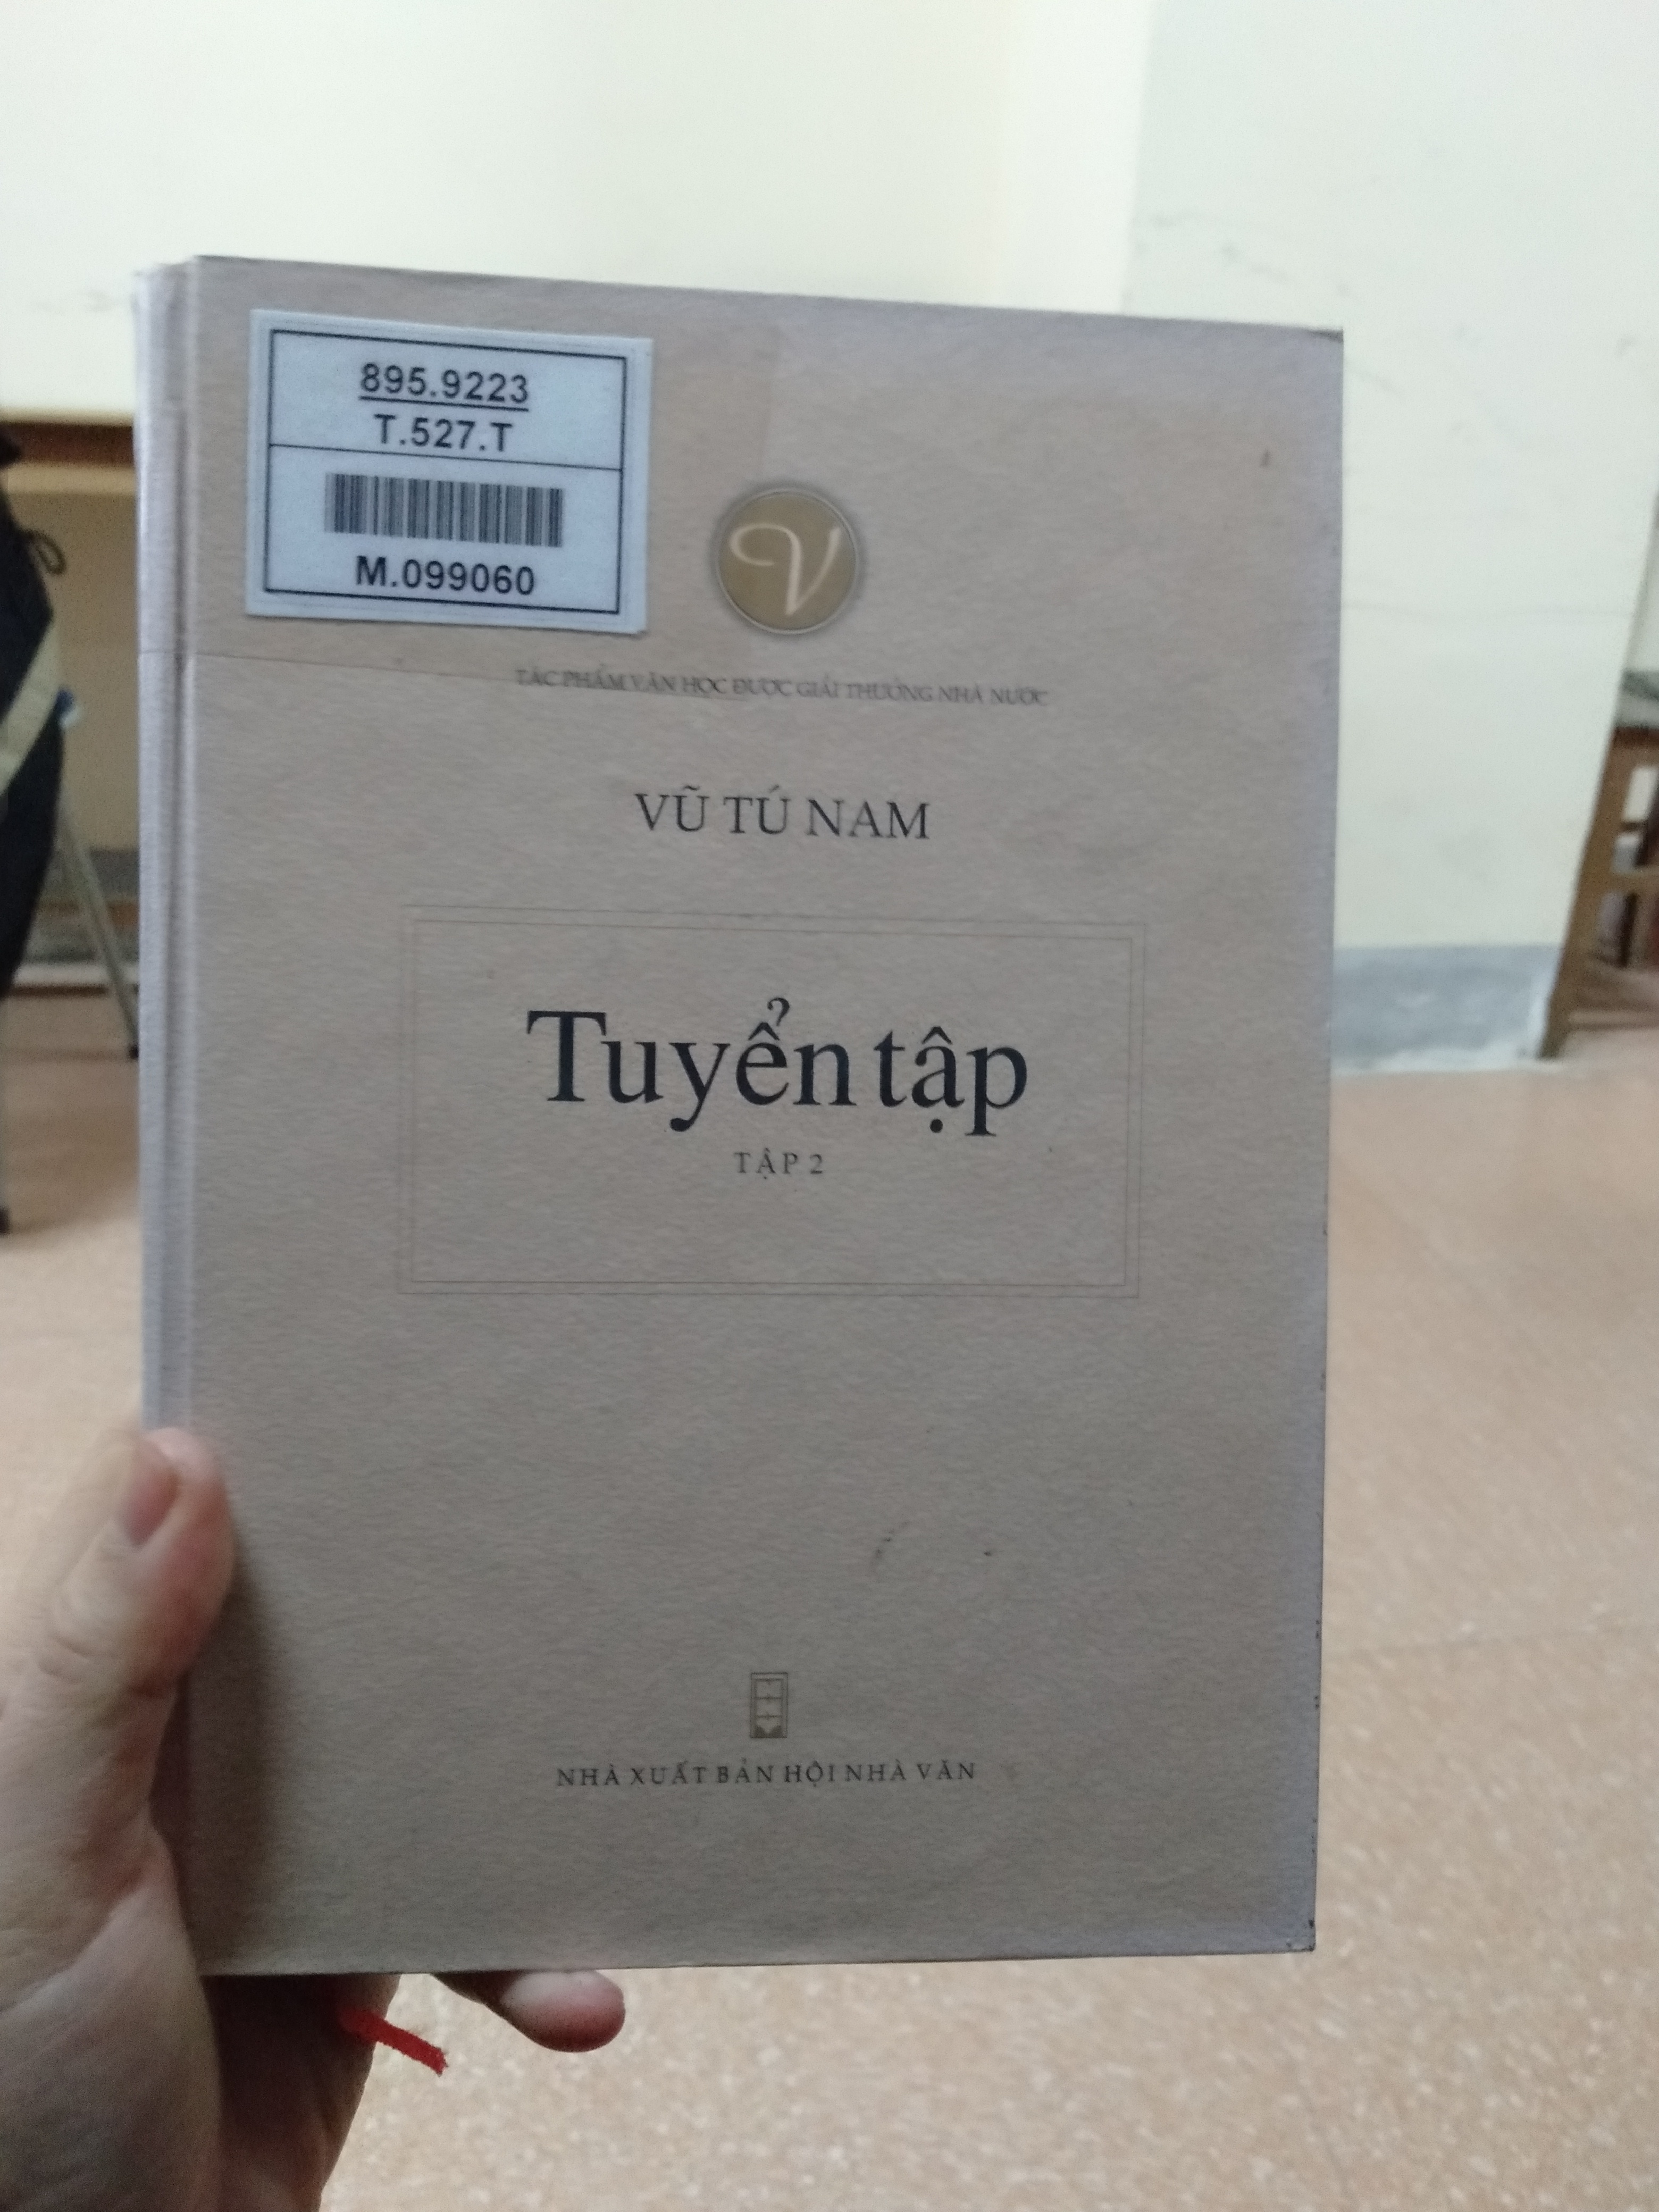 895.9223
T.527.T
M.099060
V
TÁC PHẨM VĂN HỌC ĐƯỢC GIẢI THƯỞNG NHÀ NƯỚC
VŨ TÚ NAM
Tuyển tập
TẬP 2
NHÀ XUẤT BẢN HỘI NHÀ VĂN